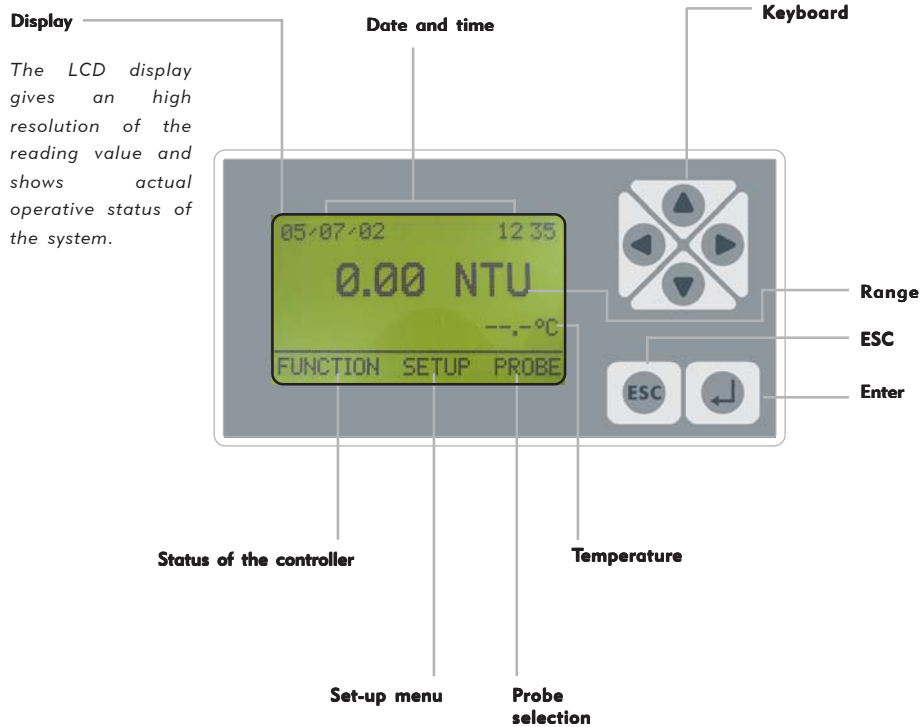 Display
Date and time
Keyboard
The LCD display
gives an high
resolution of the
reading value and
shows actual
operative status of
the system.
05/07/02 12 35
0.00 NTU
--.-°C
FUNCTION SETUP PROBE
Range
ESC
ESC
Enter
Status of the controller
Temperature
Set-up menu
Probe
selection